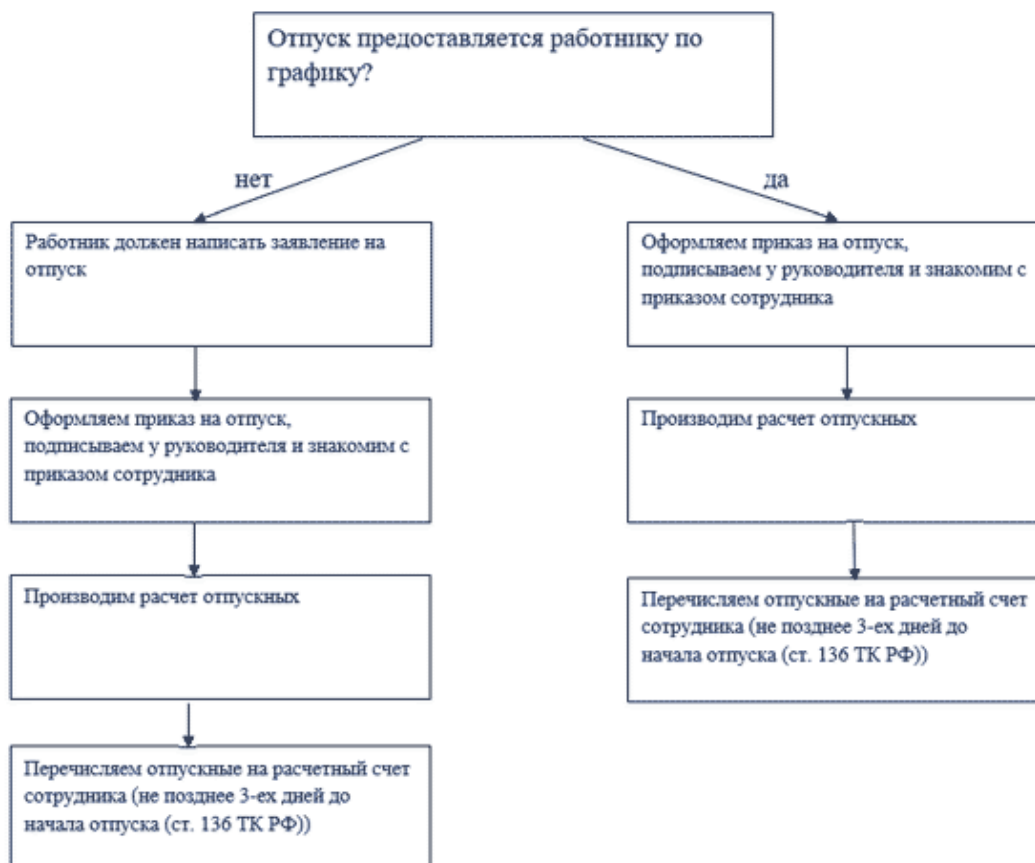 Отпуск предоставляется работнику по
графику?
нет
да
Работник должен написать заявление на
отпуск
Оформляем приказ на отпуск,
подписываем у руководителя и знакомим с
приказом сотрудника
Производим расчет отпускных
Перечисляем отпускные на расчетный счет
сотрудника (не позднее 3-ех дней до
начала отпуска (ст. 136 ТК РФ))
Оформляем приказ на отпуск,
подписываем у руководителя и знакомим с
приказом сотрудника
Производим расчет отпускных
Перечисляем отпускные на расчетный счет
сотрудника (не позднее 3-ех дней до
начала отпуска (ст. 136 ТК РФ))